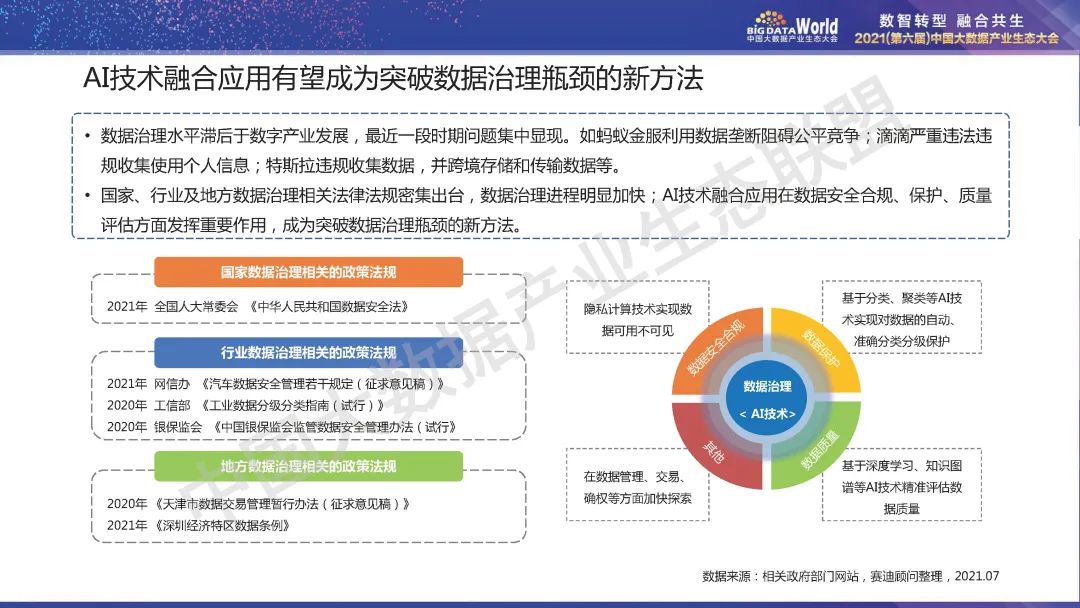 BIG DATA World
中国大数据产业生态大会
数智转型 融合共生
2021(第六届)中国大数据产业生态大会
AI技术融合应用有望成为突破数据治理瓶颈的新方法
• 数据治理水平滞后于数字产业发展，最近一段时期问题集中显现。如蚂蚁金服利用数据垄断阻碍公平竞争；滴滴严重违法违
规收集使用个人信息；特斯拉违规收集数据，并跨境存储和传输数据等。
• 国家、行业及地方数据治理相关法律法规密集出台，数据治理进程明显加快；AI技术融合应用在数据安全合规、保护、质量
评估方面发挥重要作用，成为突破数据治理瓶颈的新方法。
国家数据治理相关的政策法规
2021年 全国人大常委会 《中华人民共和国数据安全法》
行业数据治理相关的政策法规
2021年 网信办 《汽车数据安全管理若干规定（征求意见稿）》
2020年 工信部 《工业数据分级分类指南（试行）》
2020年 银保监会 《中国银保监会监管数据安全管理办法（试行》
地方数据治理相关的政策法规
2020年《天津市数据交易管理暂行办法（征求意见稿）》
2021年《深圳经济特区数据条例》
隐私计算技术实现数
据可用不可见
基于分类、聚类等AI技
术实现对数据的自动、
准确分类分级保护
数据安全合规
数据保护
数据治理
< AI技术>
其他
数据质量
在数据管理、交易、
确权等方面加快探索
基于深度学习、知识图
谱等AI技术精准评估数
据质量
数据来源：相关政府部门网站，赛迪顾问整理，2021.07
中国大数据产业生态联盟